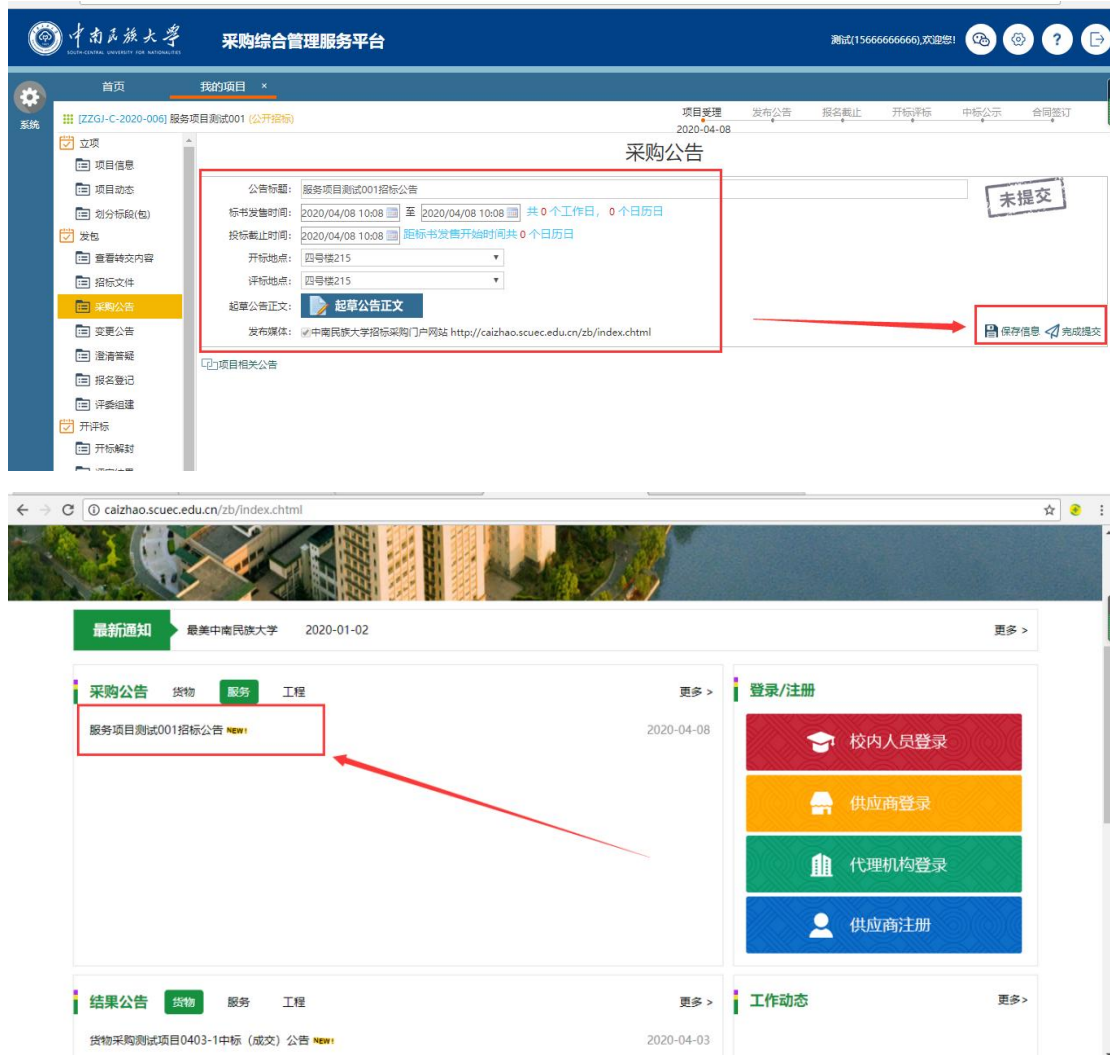 中南民族大学 采购综合管理服务平台 测试(15666666666),欢迎您! ?
SOUTH-CENTRAL UNIVERSITY FOR NATIONALITIES
首页 我的项目 ×
系统
[ZZGJ-C-2020-006] 服务项目测试001 (公开招标)
项目受理 发布公告 报名截止 开标评标 中标公示 合同签订
2020-04-08
立项
项目信息
项目动态
划分标段(包)
发包
查看转交内容
招标文件
采购公告
变更公告
澄清答疑
报名登记
评委组建
开评标
开标解封
采购公告
公告标题: 服务项目测试001招标公告
标书发售时间: 2020/04/08 10:08 至 2020/04/08 10:08 共 0 个工作日, 0 个日历日
投标截止时间: 2020/04/08 10:08 距标书发售开始时间共 0 个日历日
开标地点: 四号楼215
评标地点: 四号楼215
起草公告正文: 起草公告正文
发布媒体: 中南民族大学招标采购门户网站 http://caizhao.scuec.edu.cn/zb/index.chtml
未提交
保存信息 完成提交
项目相关公告
caizhao.scuec.edu.cn/zb/index.chtml
最新通知 最美中南民族大学 2020-01-02 更多 >
采购公告 货物 服务 工程 更多 >
服务项目测试001招标公告 NEW! 2020-04-08
登录/注册
校内人员登录
供应商登录
代理机构登录
供应商注册
结果公告 货物 服务 工程 更多 >
货物采购测试项目0403-1中标（成交）公告 NEW! 2020-04-03
工作动态 更多>